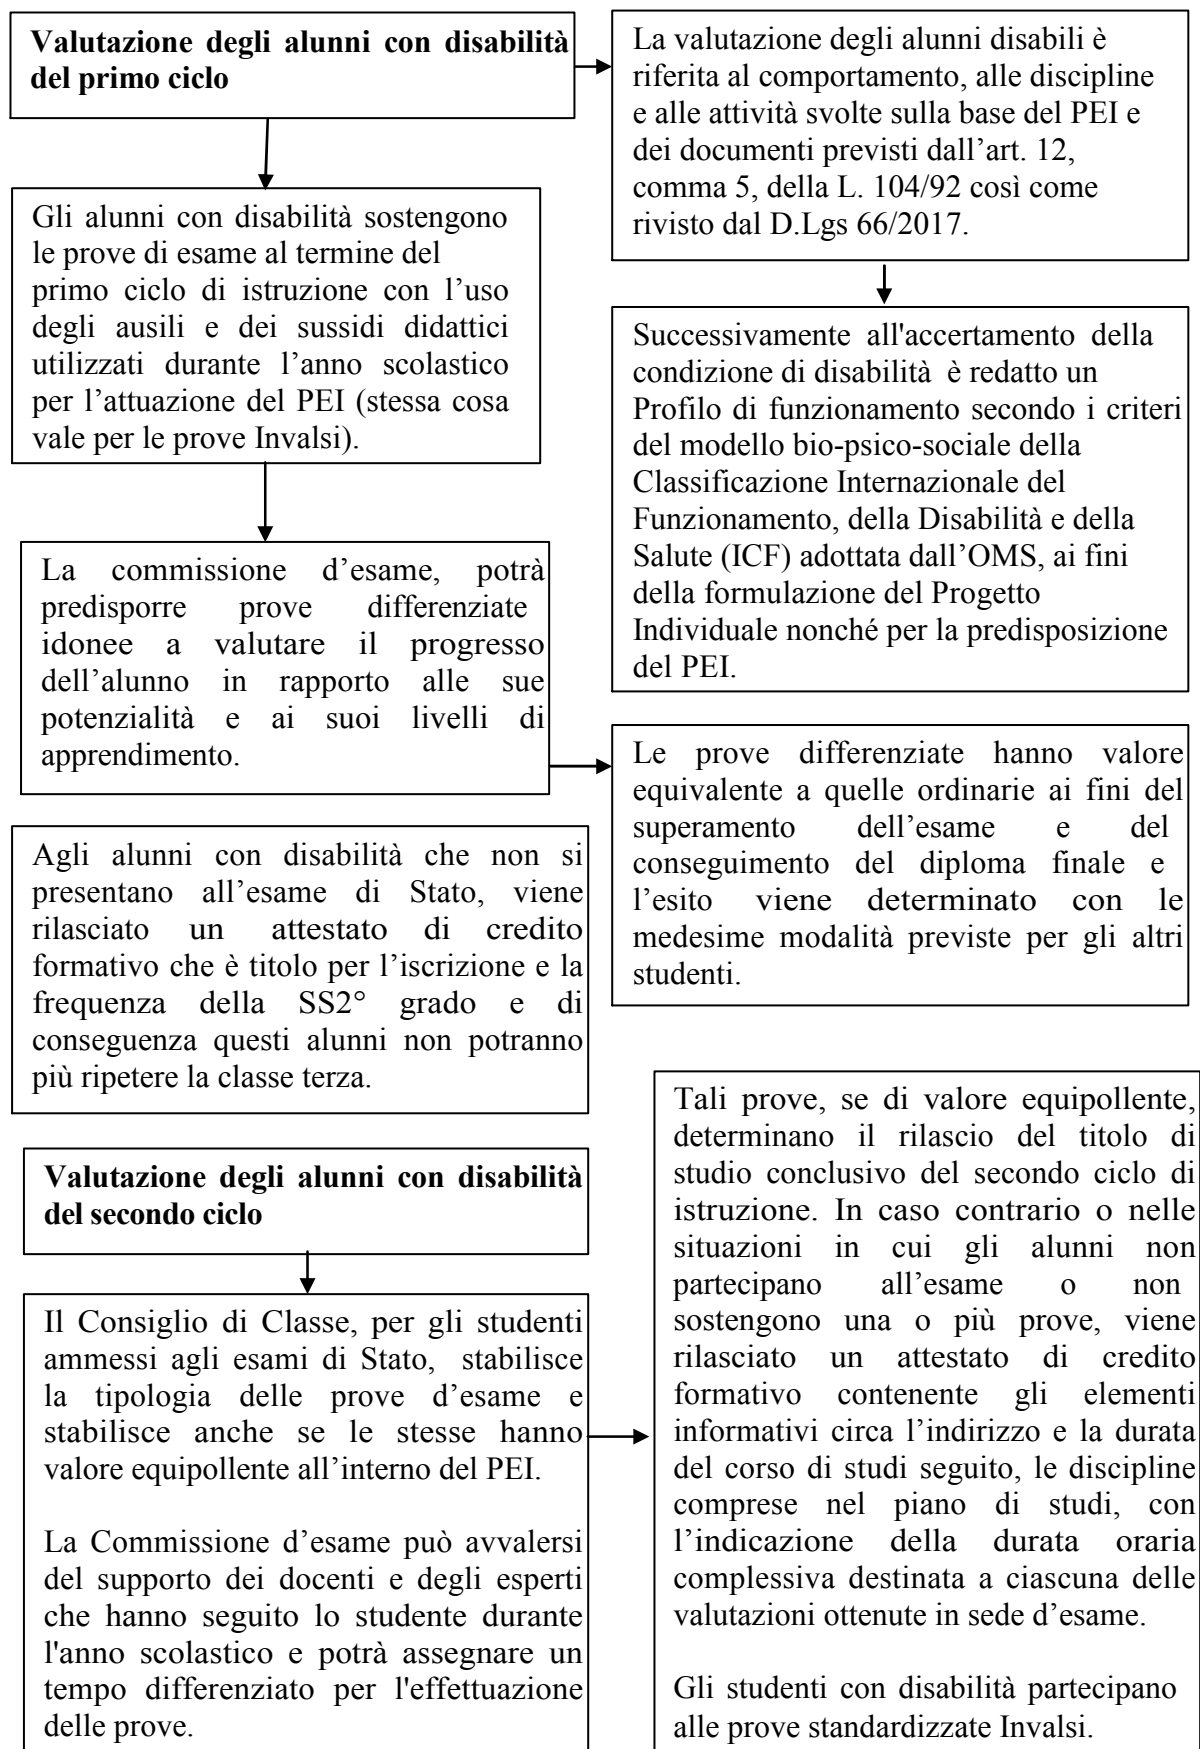 Valutazione degli alunni con disabilità
del primo ciclo
La valutazione degli alunni disabili è
riferita al comportamento, alle discipline
e alle attività svolte sulla base del PEI e
dei documenti previsti dall’art. 12,
comma 5, della L. 104/92 così come
rivisto dal D.Lgs 66/2017.
Gli alunni con disabilità sostengono
le prove di esame al termine del
primo ciclo di istruzione con l’uso
degli ausili e dei sussidi didattici
utilizzati durante l’anno scolastico
per l’attuazione del PEI (stessa cosa
vale per le prove Invalsi).
Successivamente all'accertamento della
condizione di disabilità è redatto un
Profilo di funzionamento secondo i criteri
del modello bio-psico-sociale della
Classificazione Internazionale del
Funzionamento, della Disabilità e della
Salute (ICF) adottata dall’OMS, ai fini
della formulazione del Progetto
Individuale nonché per la predisposizione
del PEI.
La commissione d’esame, potrà
predisporre prove differenziate
idonee a valutare il progresso
dell’alunno in rapporto alle sue
potenzialità e ai suoi livelli di
apprendimento.
Le prove differenziate hanno valore
equivalente a quelle ordinarie ai fini del
superamento dell’esame e del
conseguimento del diploma finale e
l’esito viene determinato con le
medesime modalità previste per gli altri
studenti.
Agli alunni con disabilità che non si
presentano all’esame di Stato, viene
rilasciato un attestato di credito
formativo che è titolo per l’iscrizione e la
frequenza della SS2° grado e di
conseguenza questi alunni non potranno
più ripetere la classe terza.
Valutazione degli alunni con disabilità
del secondo ciclo
Il Consiglio di Classe, per gli studenti
ammessi agli esami di Stato, stabilisce
la tipologia delle prove d’esame e
stabilisce anche se le stesse hanno
valore equipollente all’interno del PEI.
La Commissione d’esame può avvalersi
del supporto dei docenti e degli esperti
che hanno seguito lo studente durante
l'anno scolastico e potrà assegnare un
tempo differenziato per l'effettuazione
delle prove.
Tali prove, se di valore equipollente,
determinano il rilascio del titolo di
studio conclusivo del secondo ciclo di
istruzione. In caso contrario o nelle
situazioni in cui gli alunni non
partecipano all’esame o non
sostengono una o più prove, viene
rilasciato un attestato di credito
formativo contenente gli elementi
informativi circa l’indirizzo e la durata
del corso di studi seguito, le discipline
comprese nel piano di studi, con
l’indicazione della durata oraria
complessiva destinata a ciascuna delle
valutazioni ottenute in sede d’esame.
Gli studenti con disabilità partecipano
alle prove standardizzate Invalsi.